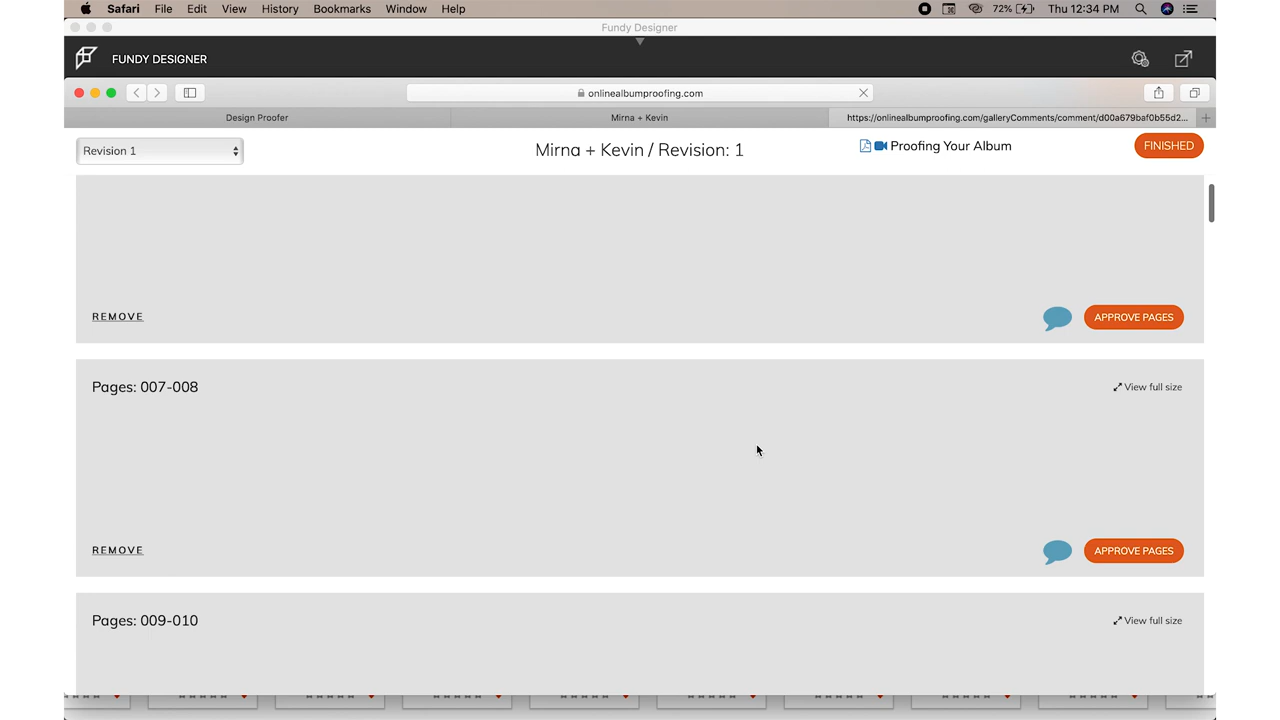 Safari File Edit View History Bookmarks Window Help 72% Thu 12:34 PM
Fundy Designer
FUNDY DESIGNER
onlinealbumproofing.com
Design Proofer Mirna + Kevin https://onlinealbumproofing.com/galleryComments/comment/d00a679baf0b55d2...
Revision 1 Mirna + Kevin / Revision: 1 Proofing Your Album FINISHED
REMOVE APPROVE PAGES
Pages: 007-008 View full size
REMOVE APPROVE PAGES
Pages: 009-010 View full size